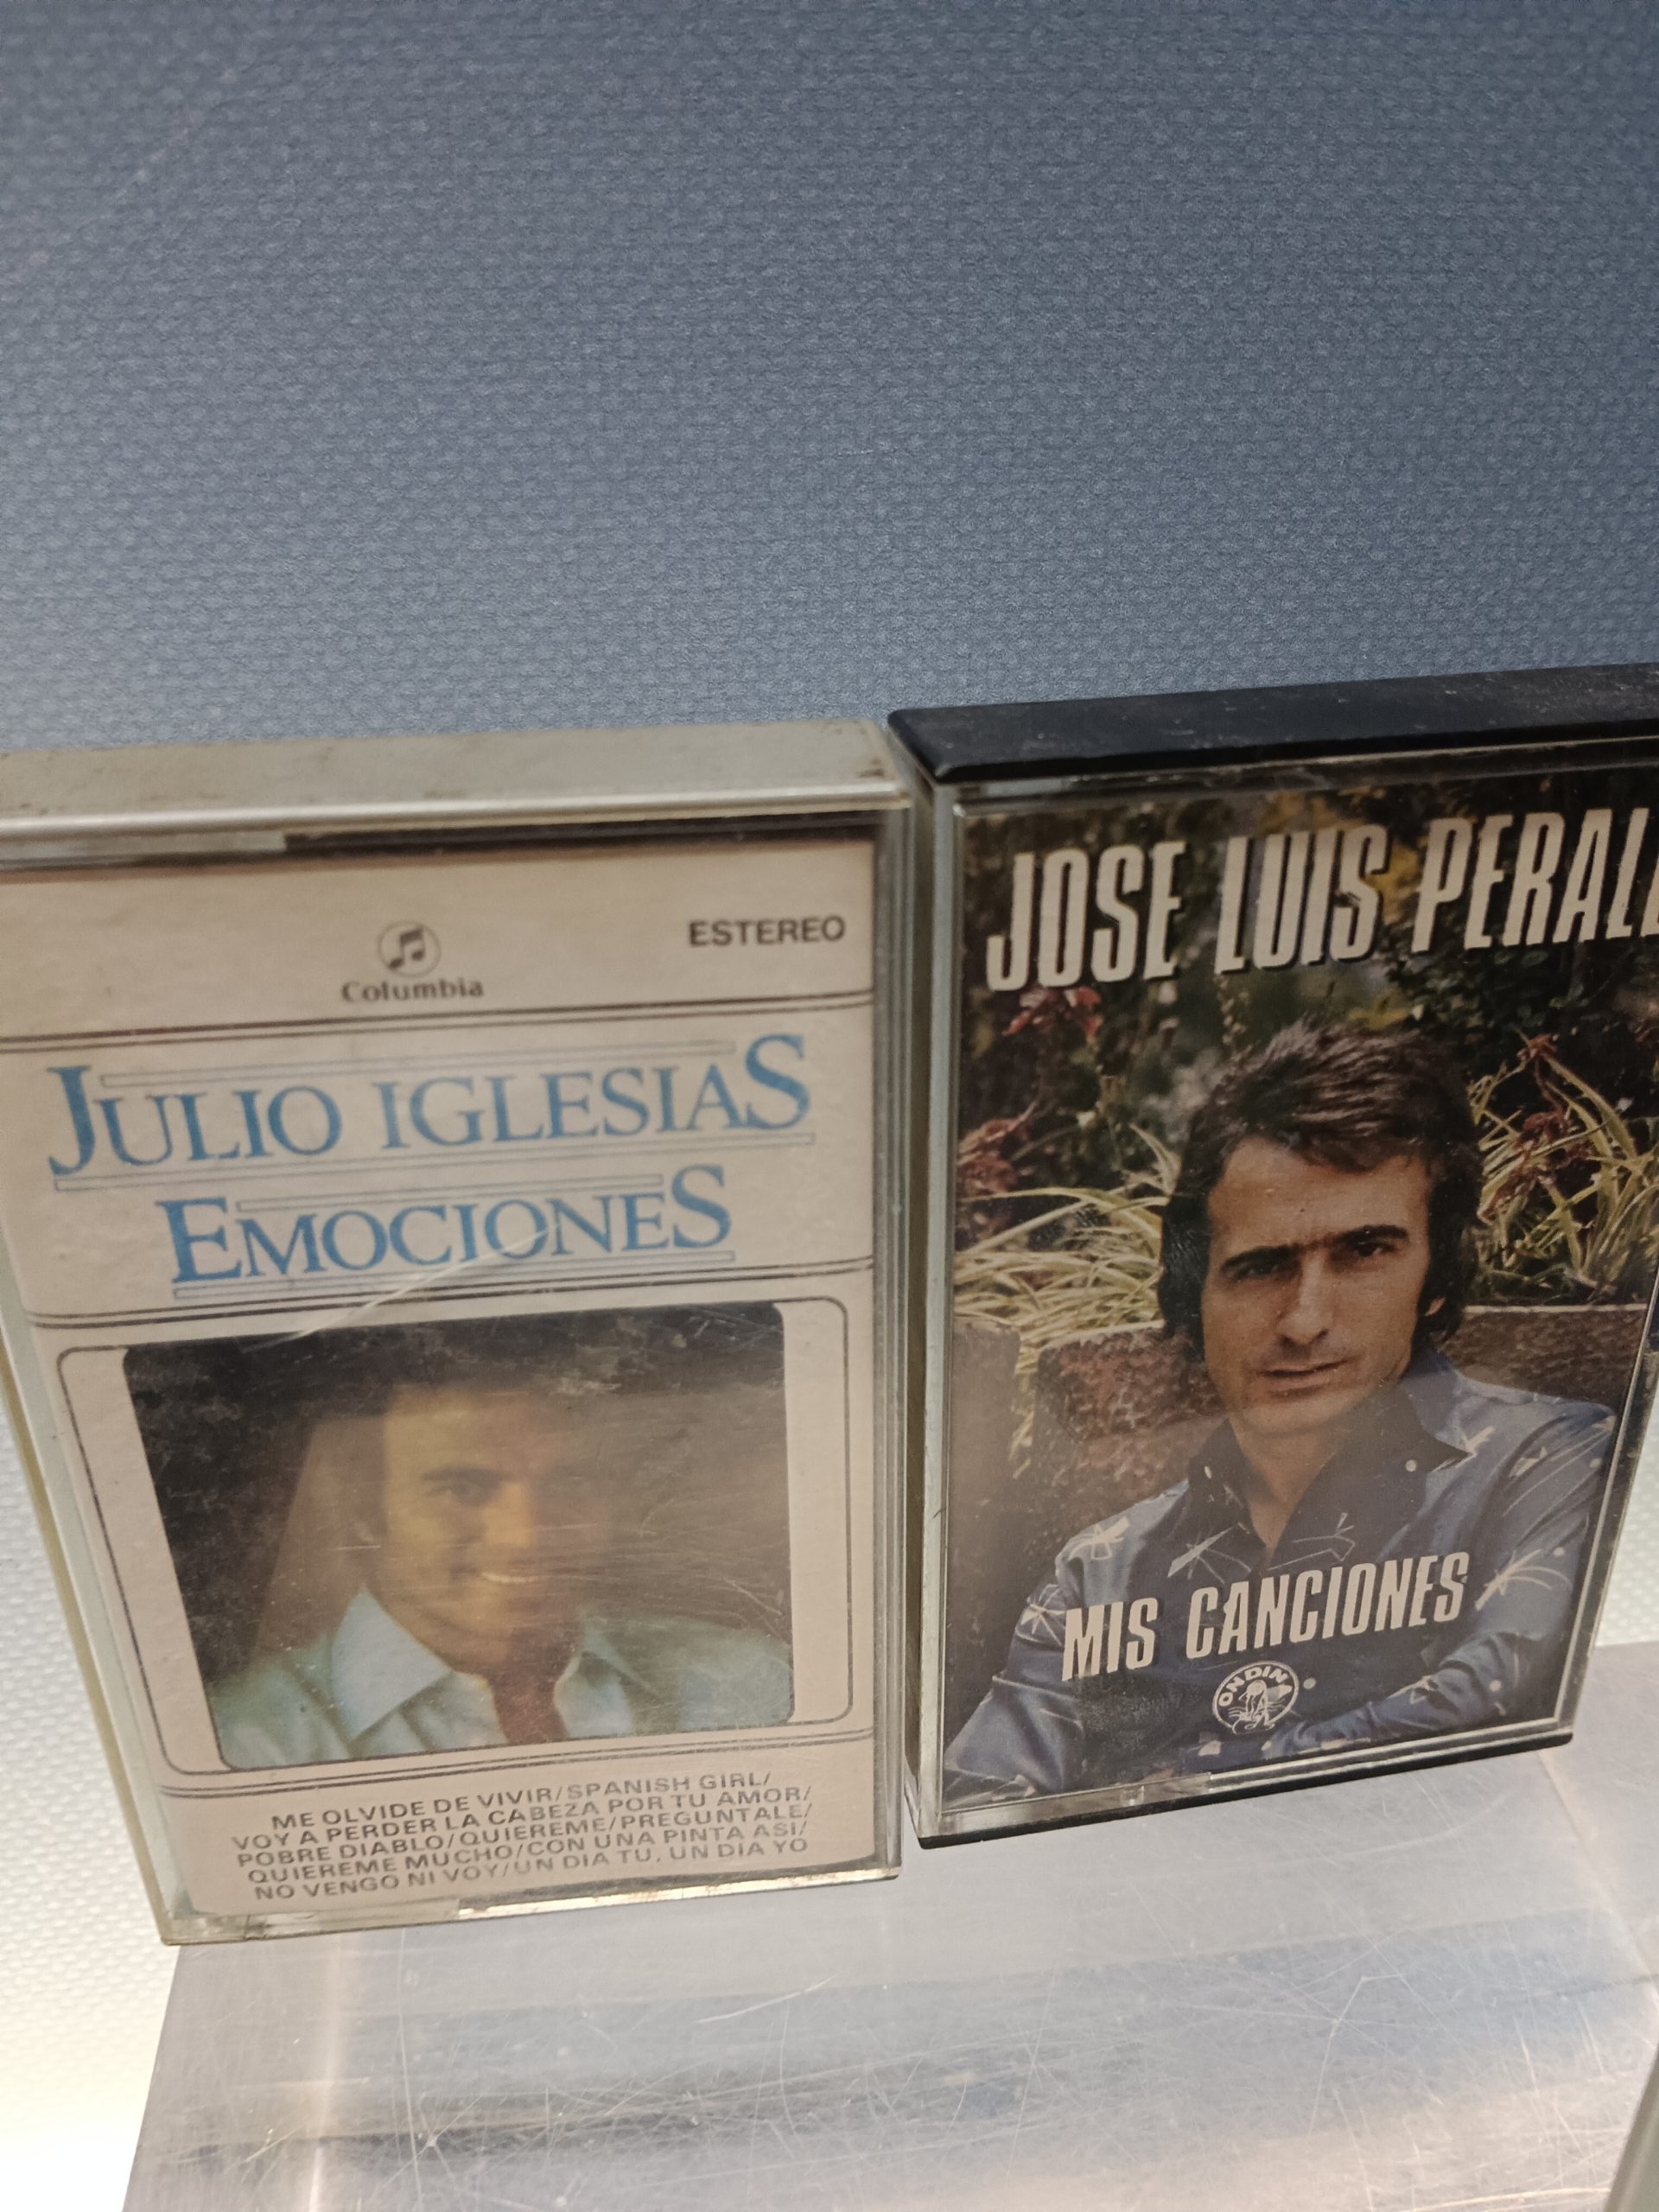 Columbia
ESTEREO
JULIO IGLESIAS
EMOCIONES
ME OLVIDE DE VIVIR/SPANISH GIRL/
VOY A PERDER LA CABEZA POR TU AMOR/
POBRE DIABLO/QUIEREME/PREGUNTALE/
QUIEREME MUCHO/CON UNA PINTA ASI/
NO VENGO NI VOY/UN DIA TU, UN DIA YO
JOSE LUIS PERAL
MIS CANCIONES
ONDINA